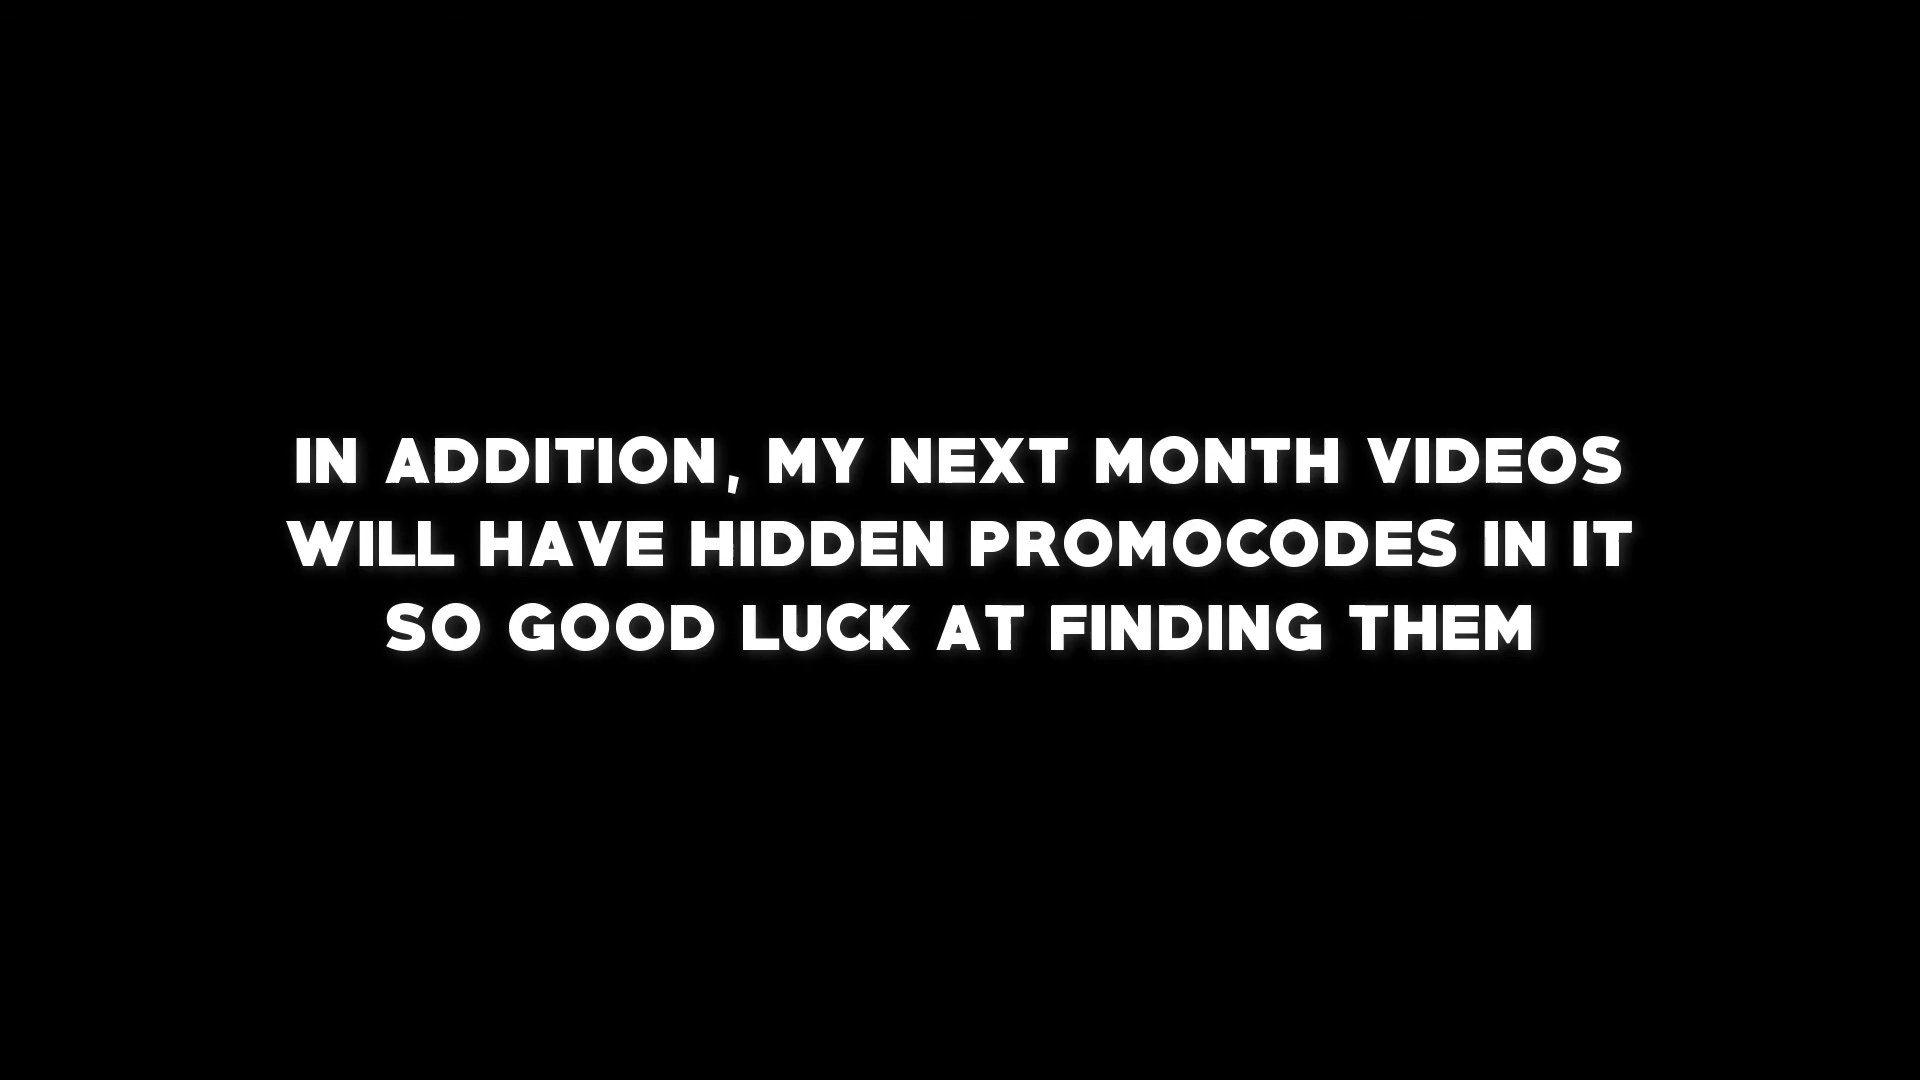 IN ADDITION, MY NEXT MONTH VIDEOS
WILL HAVE HIDDEN PROMOCODES IN IT
SO GOOD LUCK AT FINDING THEM